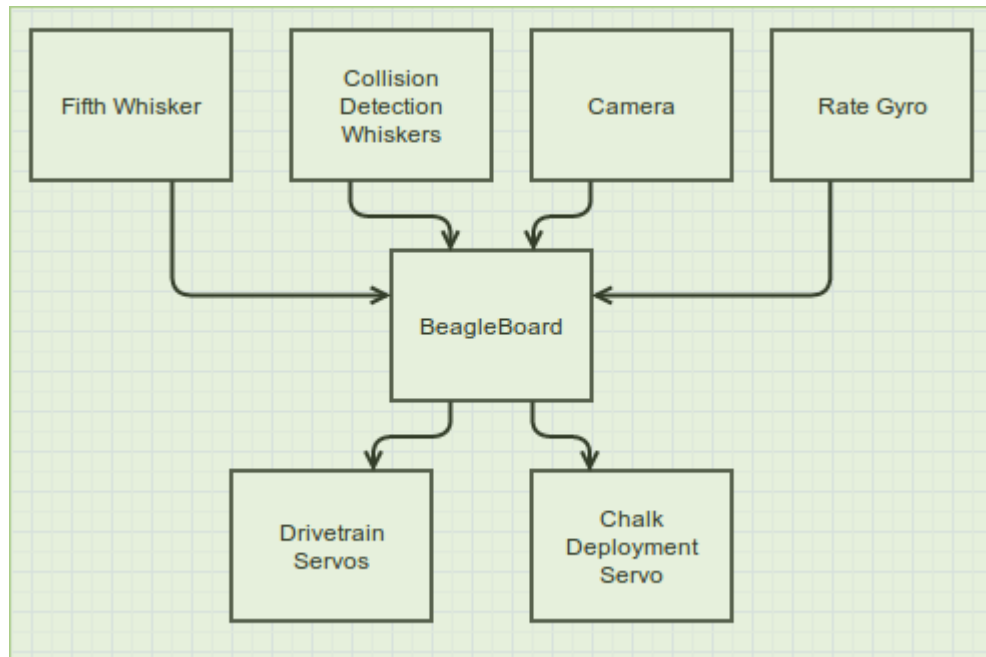 Fifth Whisker
Collision
Detection
Whiskers
Camera
Rate Gyro
BeagleBoard
Drivetrain
Servos
Chalk
Deployment
Servo